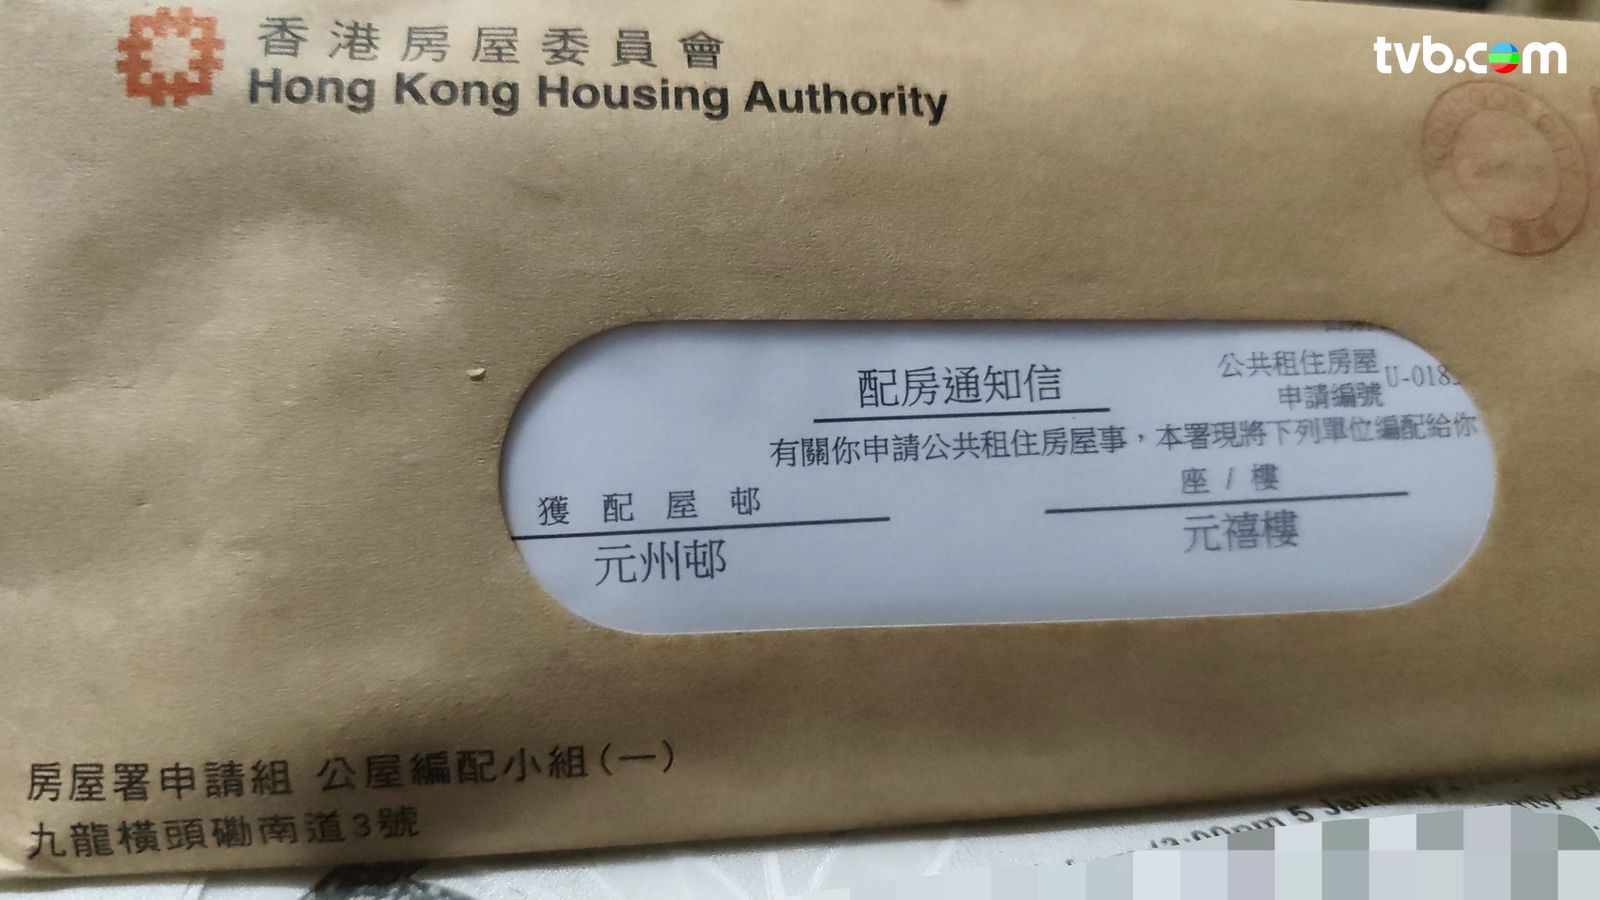 香港房屋委員會
Hong Kong Housing Authority
tvb.com
配房通知信
公共租住房屋
申請編號 U-018
有關你申請公共租住房屋事，本署現將下列單位編配給你
獲配屋邨
座 / 樓
元州邨
元禧樓
房屋署申請組 公屋編配小組(一)
九龍橫頭磡南道3號
3:00pm 5 January